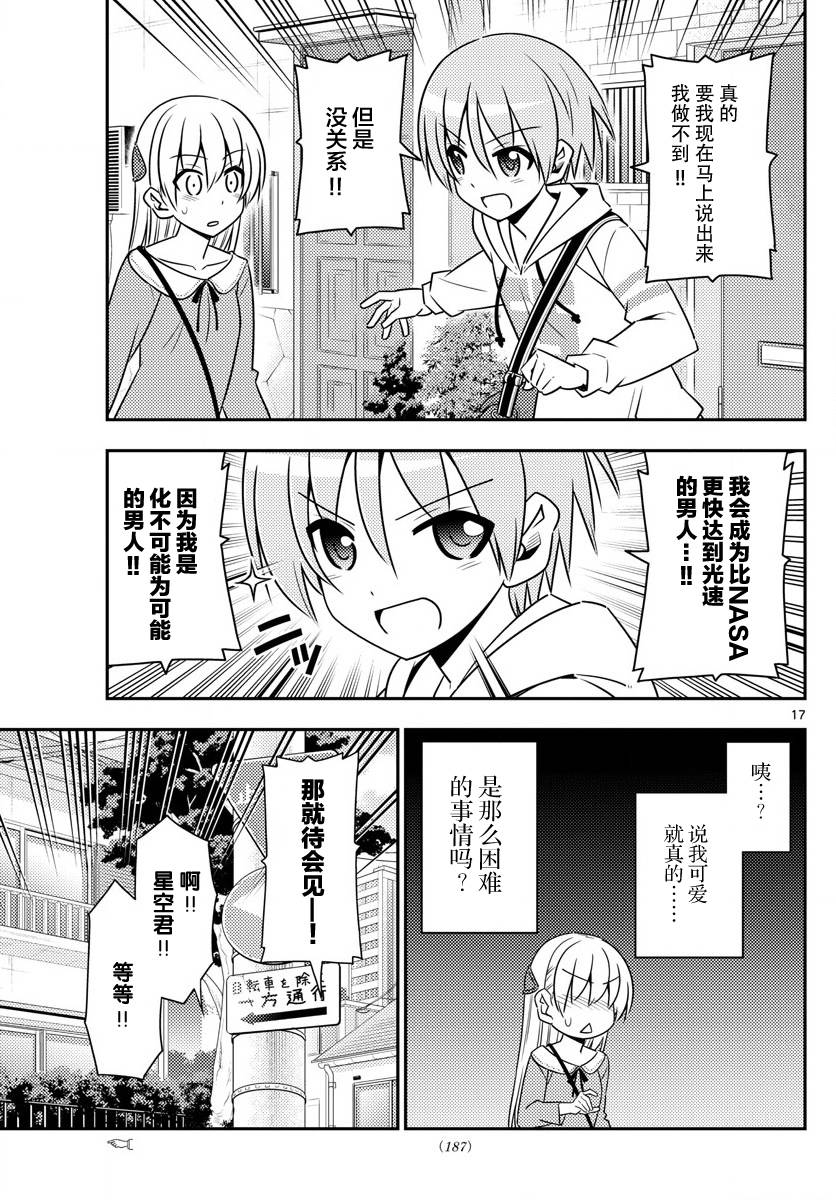 真的
要我现在马上说出来
我做不到!!
但是
没关系!!
我会成为比NASA
更快达到光速
的男人…!!
因为我是
化不可能为可能
的男人!!
17
咦…?
说我可爱
就真的……
是那么困难
的事情吗?
那就待会见—!
啊!!
星空君!!
等等!!
自転車を除く
一方通行
(187)